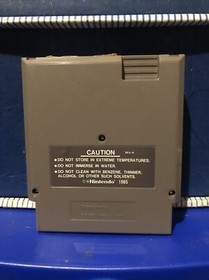 CAUTION
●DO NOT STORE IN EXTREME TEMPERATURES.
●DO NOT IMMERSE IN WATER.
●DO NOT CLEAN WITH BENZENE, THINNER,
ALCOHOL OR OTHER SUCH SOLVENTS.
©Nintendo 1985